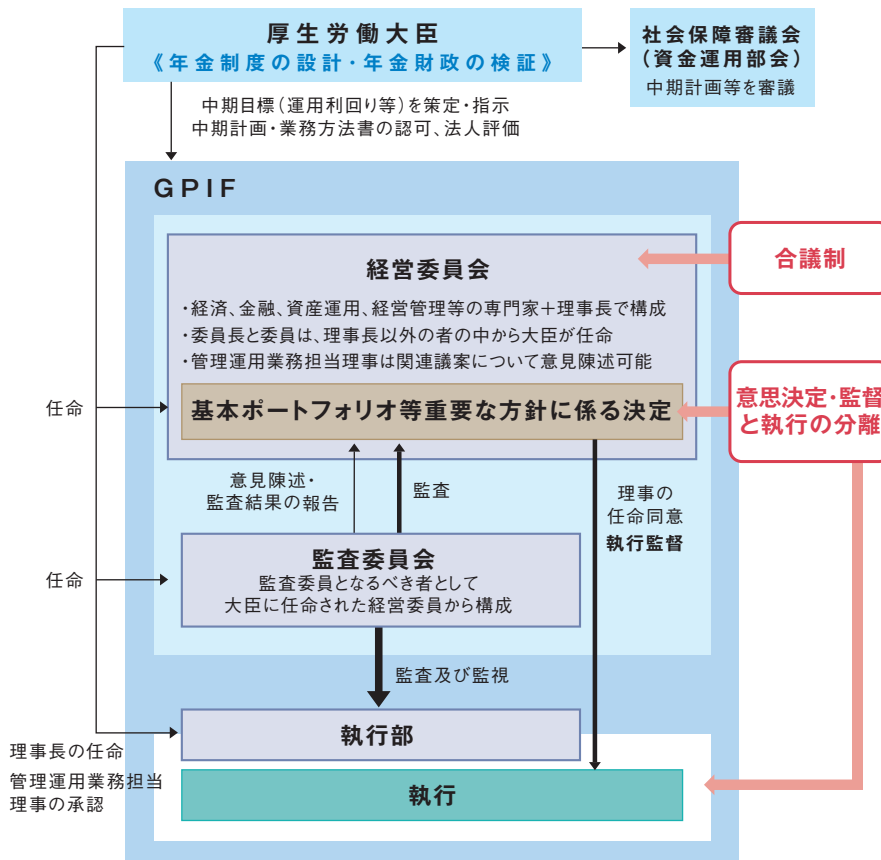 厚生労働大臣
《年金制度の設計・年金財政の検証》
社会保障審議会
(資金運用部会)
中期計画等を審議
中期目標(運用利回り等)を策定・指示
中期計画・業務方法書の認可、法人評価
GPIF
経営委員会
・経済、金融、資産運用、経営管理等の専門家+理事長で構成
・委員長と委員は、理事長以外の者の中から大臣が任命
・管理運用業務担当理事は関連議案について意見陳述可能
基本ポートフォリオ等重要な方針に係る決定
合議制
意思決定・監督
と執行の分離
任命
意見陳述・
監査結果の報告
監査
理事の
任命同意
執行監督
監査委員会
監査委員となるべき者として
大臣に任命された経営委員から構成
任命
監査及び監視
執行部
理事長の任命
管理運用業務担当
理事の承認
執行